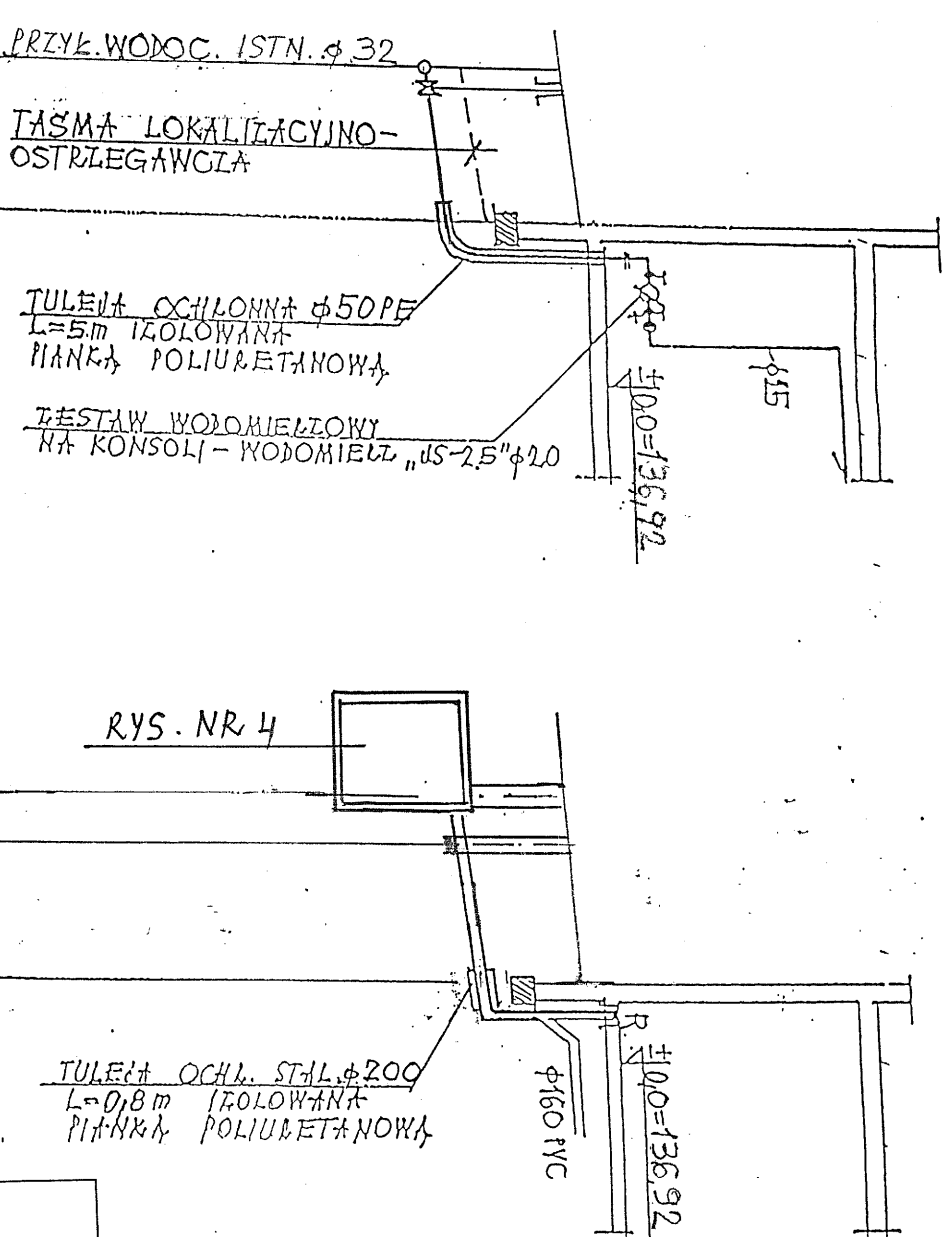 PRZYŁ. WODOC. ISTN. ϕ 32
TAŚMA LOKALIZACYJNO-
OSTRZEGAWCZA
TULEJA OCHRONNA ϕ50PE
L=5m IZOLOWANA
PIANKĄ POLIURETANOWĄ
ZESTAW WODOMIERZOWY
NA KONSOLI - WODOMIERZ „JS-2,5" ϕ20
ϕ15
±0,0=136,92
RYS. NR 4
TULEJA OCHR. STAL. ϕ200
L=0,8m IZOLOWANA
PIANKĄ POLIURETANOWĄ
ϕ160 PVC
R
±0,0=136,92